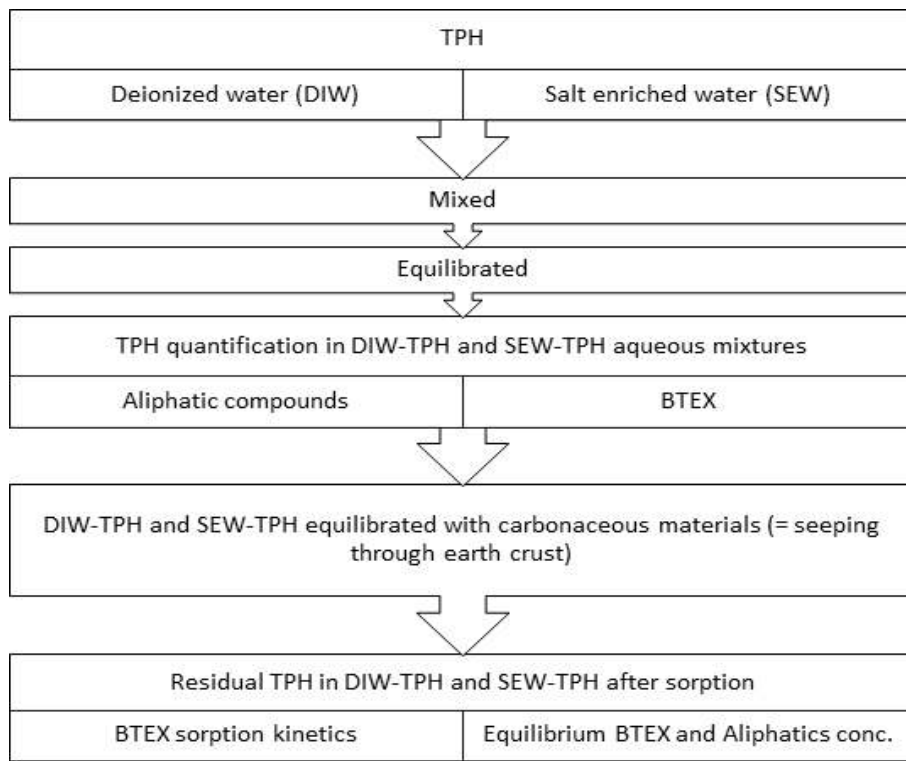 TPH
Deionized water (DIW)
Salt enriched water (SEW)
Mixed
Equilibrated
TPH quantification in DIW-TPH and SEW-TPH aqueous mixtures
Aliphatic compounds
BTEX
DIW-TPH and SEW-TPH equilibrated with carbonaceous materials (= seeping
through earth crust)
Residual TPH in DIW-TPH and SEW-TPH after sorption
BTEX sorption kinetics
Equilibrium BTEX and Aliphatics conc.